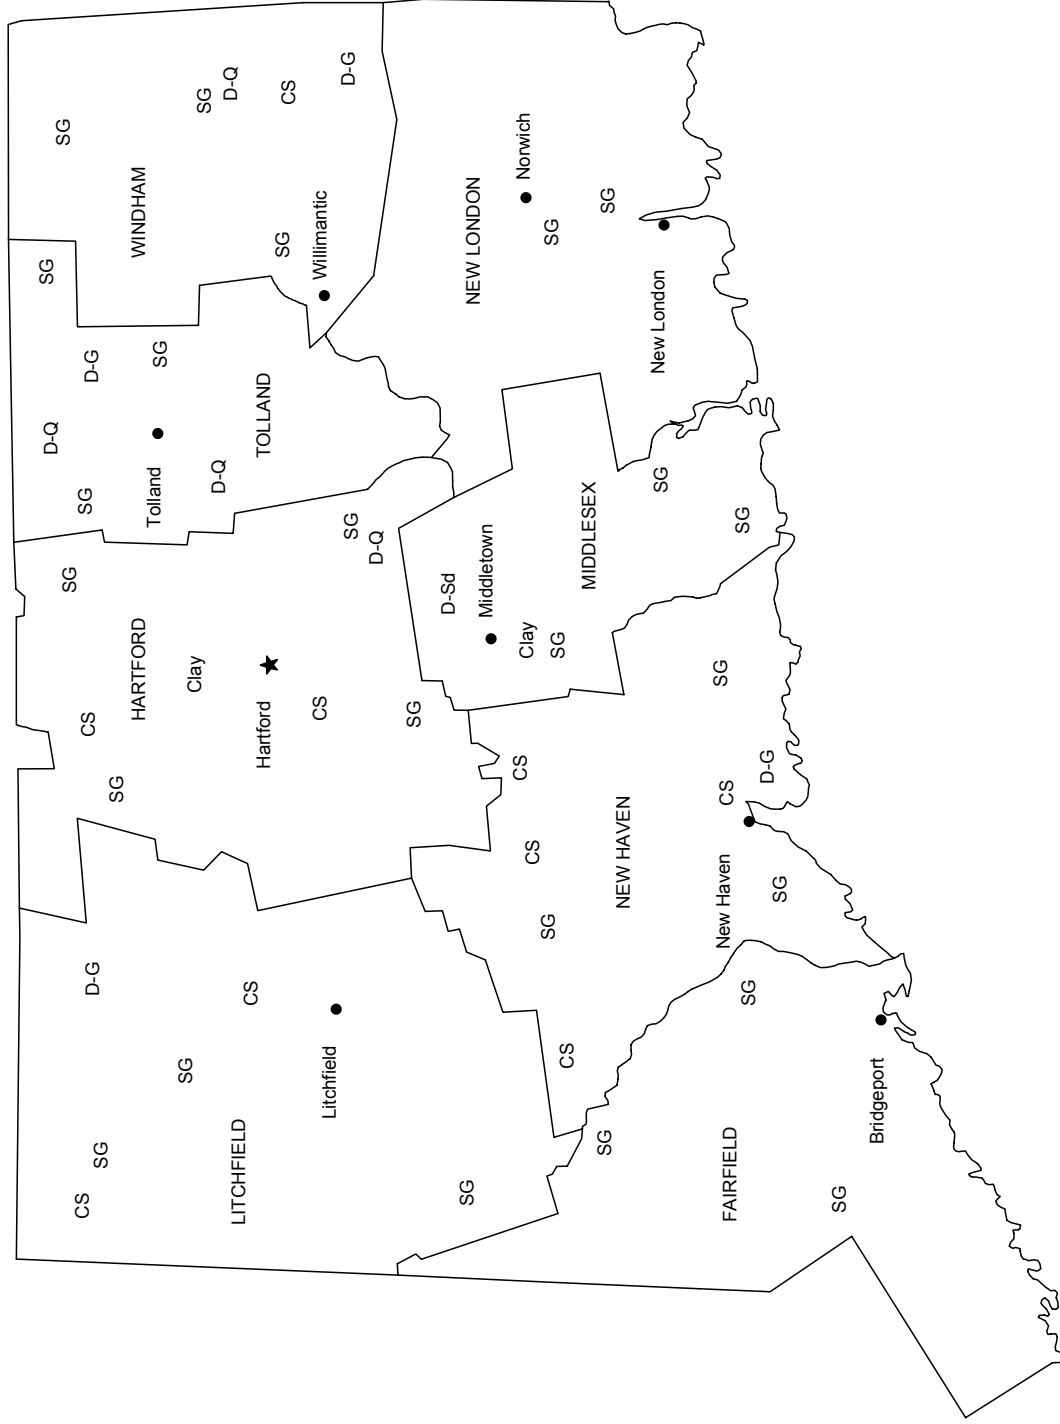 CS
SG
D-G
SG
LITCHFIELD
CS
Litchfield
SG
SG
CS
SG
HARTFORD
Clay
Hartford
CS
SG
D-Q
SG
D-Q
SG
SG
D-G
Tolland
SG
D-Q
TOLLAND
SG
WINDHAM
SG
D-Q
SG
CS
Willimantic
D-G
SG
FAIRFIELD
SG
SG
Bridgeport
CS
CS
SG
CS
NEW HAVEN
SG
New Haven
CS
D-G
SG
D-Sd
Middletown
Clay
SG
MIDDLESEX
SG
SG
NEW LONDON
Norwich
SG
SG
New London